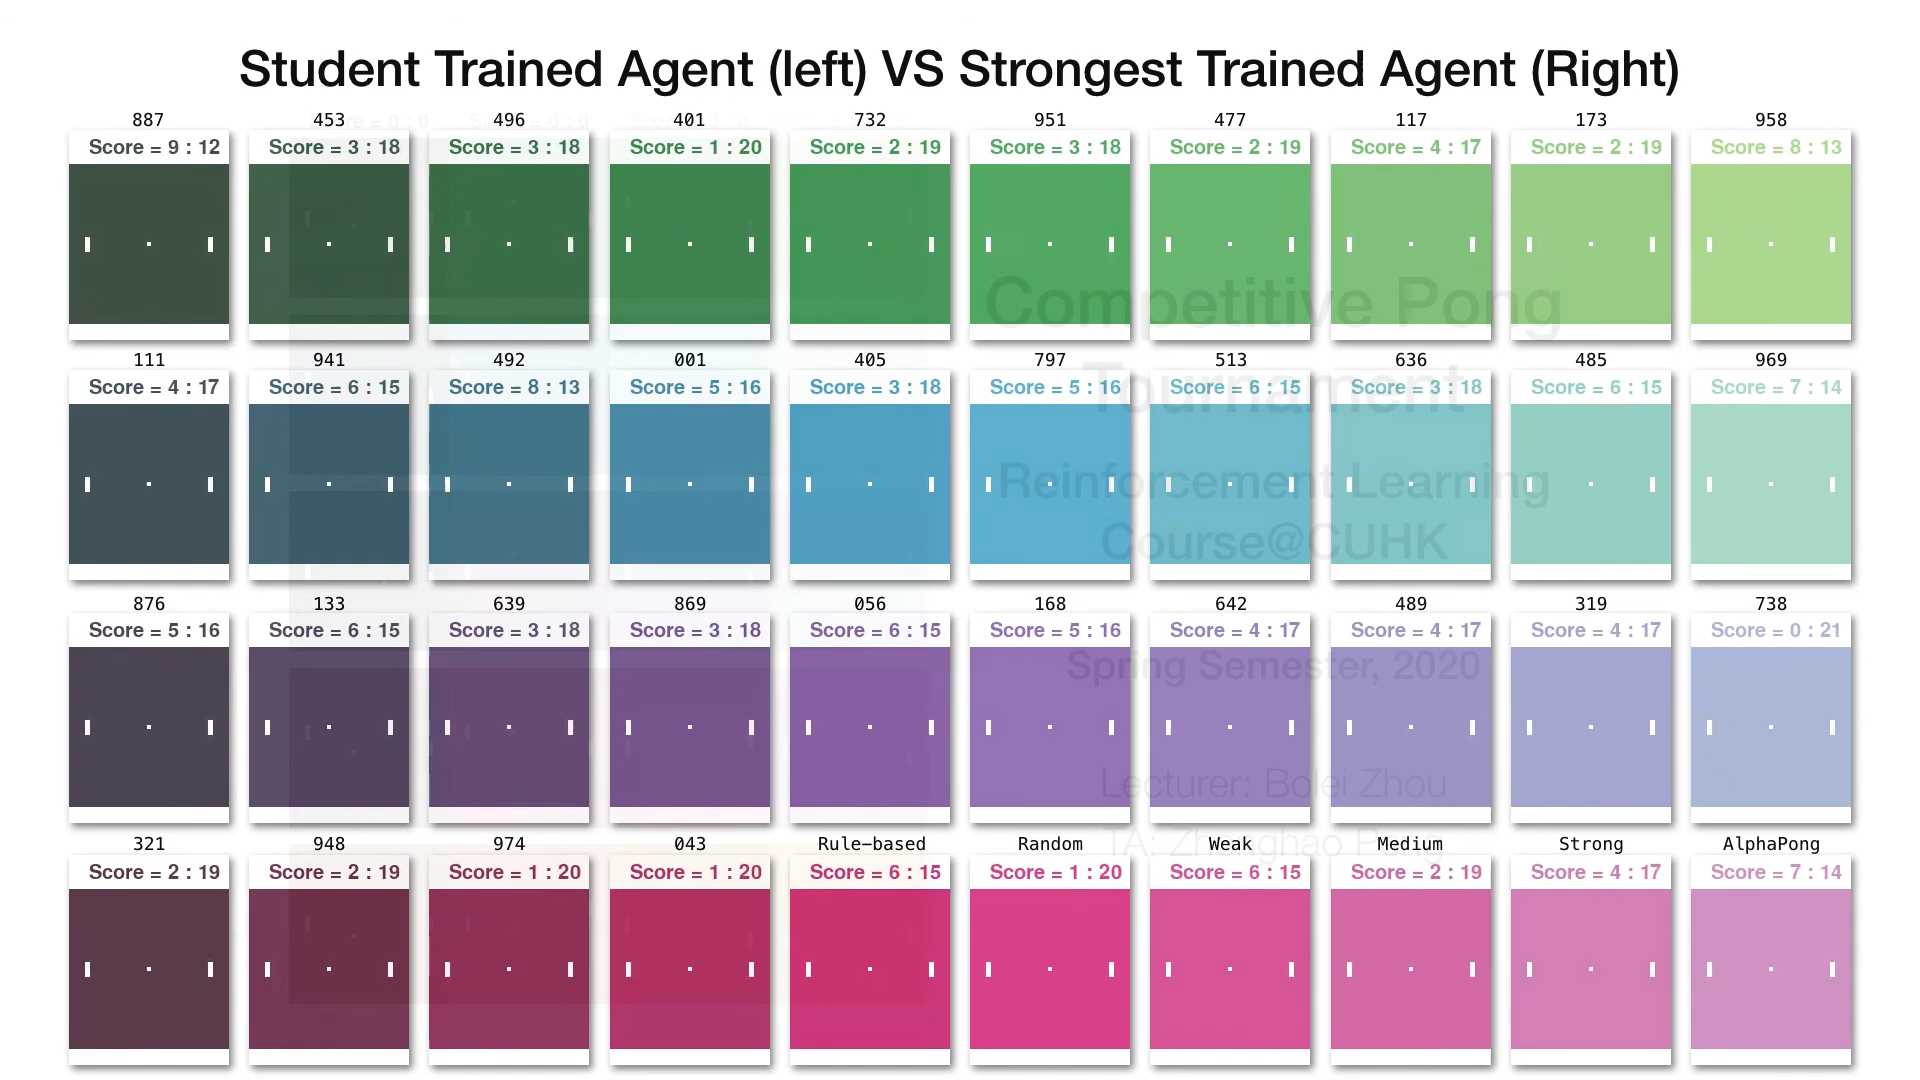 Student Trained Agent (left) VS Strongest Trained Agent (Right)
887 453 496 401 732 951 477 117 173 958
Score = 9 : 12 Score = 3 : 18 Score = 3 : 18 Score = 1 : 20 Score = 2 : 19 Score = 3 : 18 Score = 2 : 19 Score = 4 : 17 Score = 2 : 19 Score = 8 : 13
Competitive Pong
111 941 492 001 405 797 513 636 485 969
Score = 4 : 17 Score = 6 : 15 Score = 8 : 13 Score = 5 : 16 Score = 3 : 18 Score = 5 : 16 Score = 6 : 15 Score = 3 : 18 Score = 6 : 15 Score = 7 : 14
Tournament
Reinforcement Learning
Course@CUHK
876 133 639 869 056 168 642 489 319 738
Score = 5 : 16 Score = 6 : 15 Score = 3 : 18 Score = 3 : 18 Score = 6 : 15 Score = 5 : 16 Score = 4 : 17 Score = 4 : 17 Score = 4 : 17 Score = 0 : 21
Spring Semester, 2020
Lecturer: Bolei Zhou
TA: Zhenghao Peng
321 948 974 043 Rule-based Random Weak Medium Strong AlphaPong
Score = 2 : 19 Score = 2 : 19 Score = 1 : 20 Score = 1 : 20 Score = 6 : 15 Score = 1 : 20 Score = 6 : 15 Score = 2 : 19 Score = 4 : 17 Score = 7 : 14